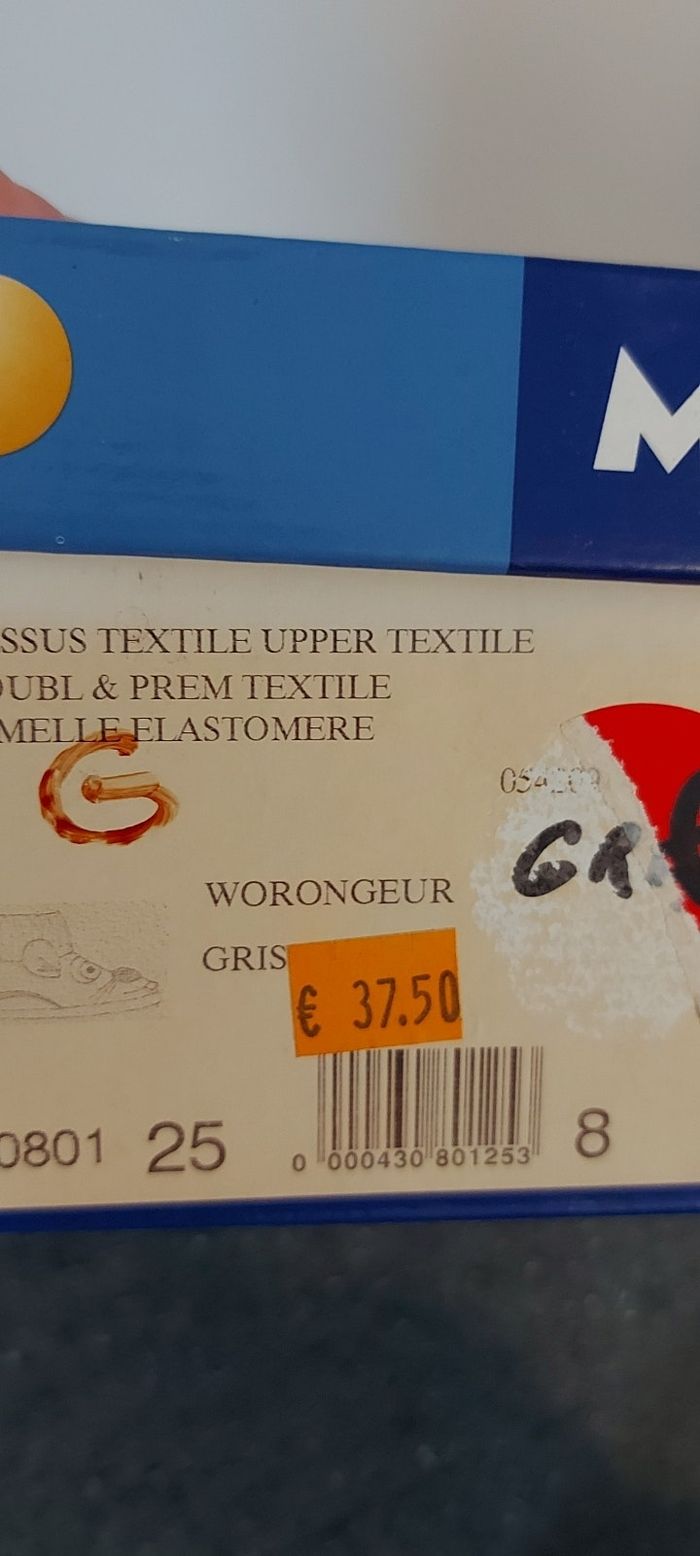 M
SSUS TEXTILE UPPER TEXTILE
OUBL & PREM TEXTILE
MELLE ELASTOMERE
G
GR
WORONGEUR
GRIS
€ 37.50
0801 25
0 000430 801253
8